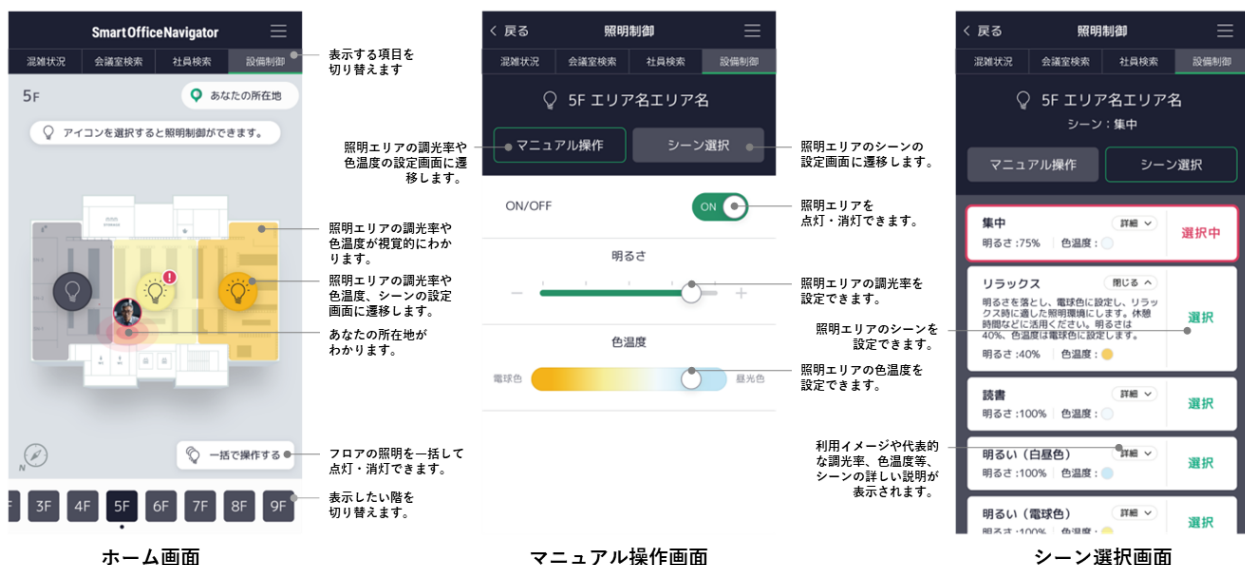 SmartOfficeNavigator
混雑状況
会議室検索
社員検索
設備制御
5F
あなたの所在地
アイコンを選択すると照明制御ができます。
一括で操作する
N
3F
4F
5F
6F
7F
8F
9F
表示する項目を
切り替えます
照明エリアの調光率や
色温度が視覚的にわか
ります。
照明エリアの調光率や
色温度、シーンの設定
画面に遷移します。
あなたの所在地が
わかります。
フロアの照明を一括して
点灯・消灯できます。
表示したい階を
切り替えます。
ホーム画面
戻る
照明制御
混雑状況
会議室検索
社員検索
設備制御
5F エリア名エリア名
マニュアル操作
シーン選択
照明エリアの調光率や
色温度の設定画面に遷
移します。
照明エリアのシーンの
設定画面に遷移します。
ON/OFF
ON
照明エリアを
点灯・消灯できます。
明るさ
照明エリアの調光率を
設定できます。
色温度
電球色
昼光色
照明エリアの色温度を
設定できます。
マニュアル操作画面
戻る
照明制御
混雑状況
会議室検索
社員検索
設備制御
5F エリア名エリア名
シーン：集中
マニュアル操作
シーン選択
集中
詳細
明るさ :75%
色温度 :
選択中
リラックス
閉じる
明るさを落とし、電球色に設定し、リラッ
クス時に適した照明環境にします。休憩
時間などに活用ください。明るさは
40%、色温度は電球色に設定します。
明るさ :40%
色温度 :
選択
照明エリアのシーンを
設定できます。
読書
詳細
明るさ :100%
色温度 :
選択
明るい（白昼色）
詳細
明るさ :100%
色温度 :
選択
利用イメージや代表的
な調光率、色温度等、
シーンの詳しい説明が
表示されます。
明るい（電球色）
詳細
明るさ :100%
色温度 :
選択
シーン選択画面